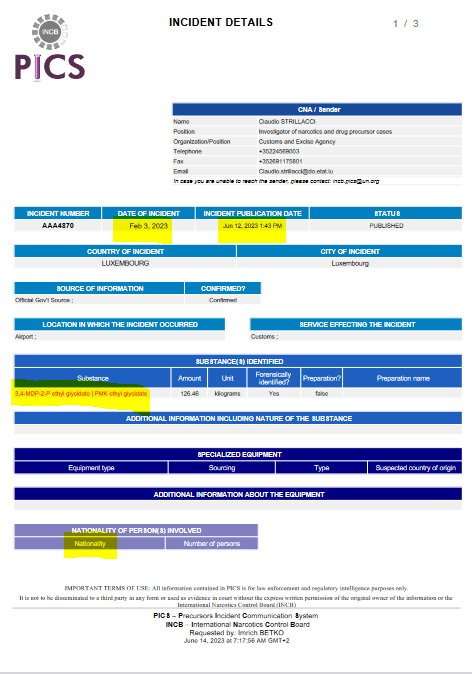 INCIDENT DETAILS
1 / 3
INCB
PICS
CNA / Sender
Name Claudio STRILLACCI
Position Investigator of narcotics and drug precursor cases
Organization/Position Customs and Excise Agency
Telephone +35224569003
Fax +352691175801
Email Claudio.strillacci@do.etat.lu
In case you are unable to reach the sender, please contact: incb.pics@un.org
INCIDENT NUMBER DATE OF INCIDENT INCIDENT PUBLICATION DATE STATUS
AAA4370 Feb 3, 2023 Jun 12, 2023 1:43 PM PUBLISHED
COUNTRY OF INCIDENT CITY OF INCIDENT
LUXEMBOURG Luxembourg
SOURCE OF INFORMATION CONFIRMED?
Official Gov't Source ; Confirmed
LOCATION IN WHICH THE INCIDENT OCCURRED SERVICE EFFECTING THE INCIDENT
Airport ; Customs ;
SUBSTANCE(S) IDENTIFIED
Substance Amount Unit Forensically identified? Preparation? Preparation name
3,4-MDP-2-P ethyl glycidate | PMK ethyl glycidate 126.46 kilograms Yes false
ADDITIONAL INFORMATION INCLUDING NATURE OF THE SUBSTANCE
SPECIALIZED EQUIPMENT
Equipment type Sourcing Type Suspected country of origin
ADDITIONAL INFORMATION ABOUT THE EQUIPMENT
NATIONALITY OF PERSON(S) INVOLVED
Nationality Number of persons
IMPORTANT TERMS OF USE: All information contained in PICS is for law enforcement and regulatory intelligence purposes only.
It is not to be disseminated to a third party in any form or used as evidence in court without the express written permission of the original owner of the information or the
International Narcotics Control Board (INCB)
PICS – Precursors Incident Communication System
INCB – International Narcotics Control Board
Requested by: Imrich BETKO
June 14, 2023 at 7:17:56 AM GMT+2